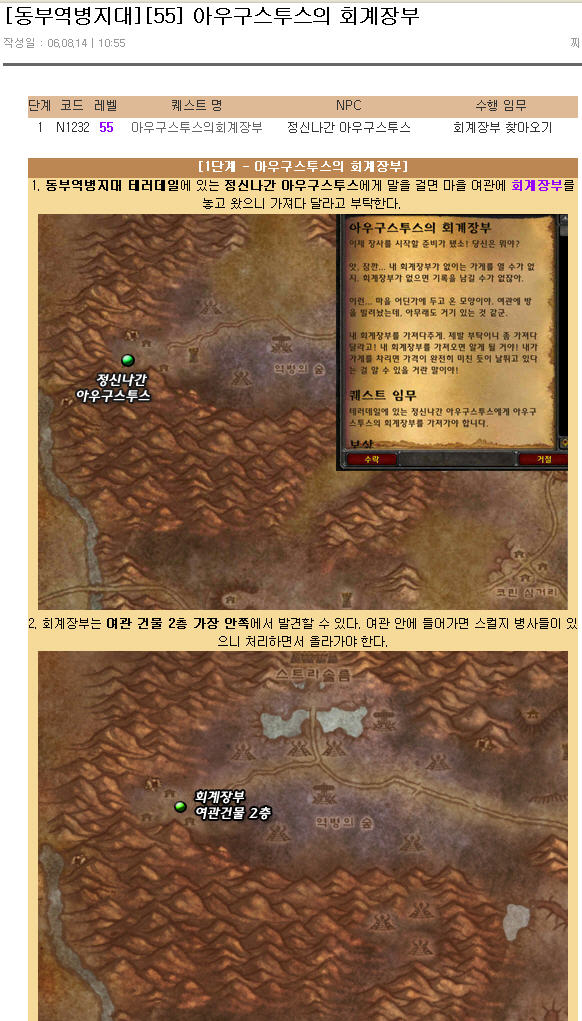 [동부역병지대][55] 아우구스투스의 회계장부
작성일 : 06,08,14 | 10:55
찌
단계 코드 레벨 퀘스트 명 NPC 수행 임무
1 N1232 55 아우구스투스의회계장부 정신나간 아우구스투스 회계장부 찾아오기
[1단계 - 아우구스투스의 회계장부]
1. 동부역병지대 테러데일에 있는 정신나간 아우구스투스에게 말을 걸면 마을 여관에 회계장부를
놓고 왔으니 가져다 달라고 부탁한다.
아우구스투스의 회계장부
이제 장사를 시작할 준비가 됐소! 당신은 뭐야?
앗, 잠깐... 내 회계장부가 없이는 가게를 열 수가 없
지. 회계장부가 없으면 기록을 남길 수가 없잖아.
이런... 마을 어딘가에 두고 온 모양이야. 여관에 방
을 빌려놨는데, 아무래도 거기 있는 것 같군.
내 회계장부를 가져다주게. 제발 부탁이니 좀 가져다
달라고! 내 회계장부를 가져오면 알게 될 거야! 내가
가게를 차리면 가격이 완전히 미친 듯이 날뛰고 있다
는 걸 알 수 있을 거란 말이야!
퀘스트 임무
테러데일에 있는 정신나간 아우구스투스에게 아우구
스투스의 회계장부를 가져가야 합니다.
보상
수락 거절
정신나간
아우구스투스
역병의 숲
코린 삼거리
2. 회계장부는 여관 건물 2층 가장 안쪽에서 발견할 수 있다. 여관 안에 들어가면 스컬지 병사들이 있
으니 처리하면서 올라가야 한다.
스트라솔름
회계장부
여관건물 2층
역병의 숲